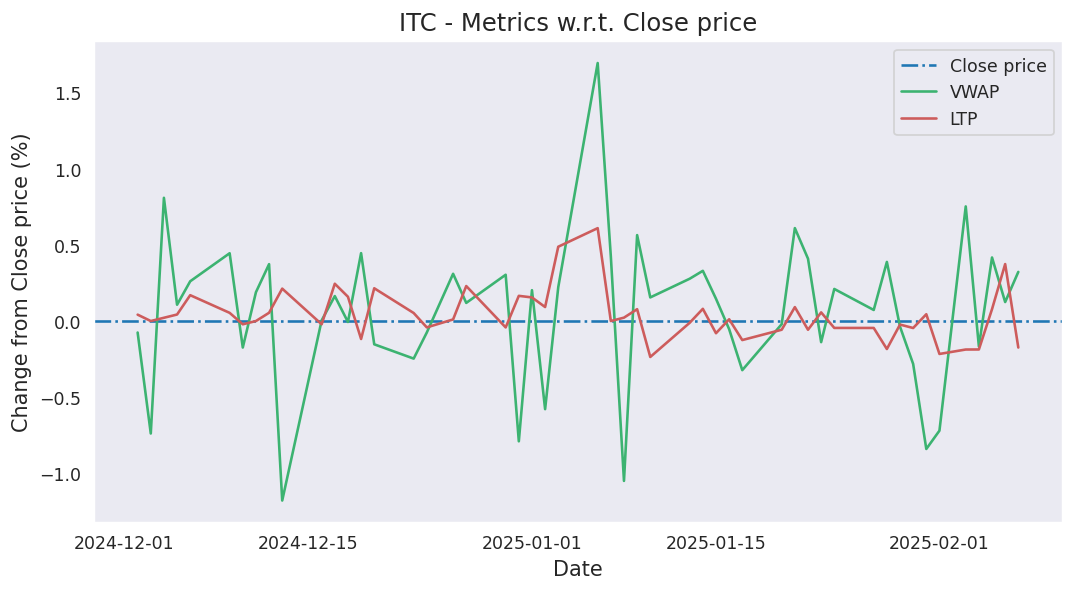 ITC - Metrics w.r.t. Close price
Close price
VWAP
LTP
Change from Close price (%)
1.5
1.0
0.5
0.0
−0.5
−1.0
2024-12-01 2024-12-15 2025-01-01 2025-01-15 2025-02-01
Date